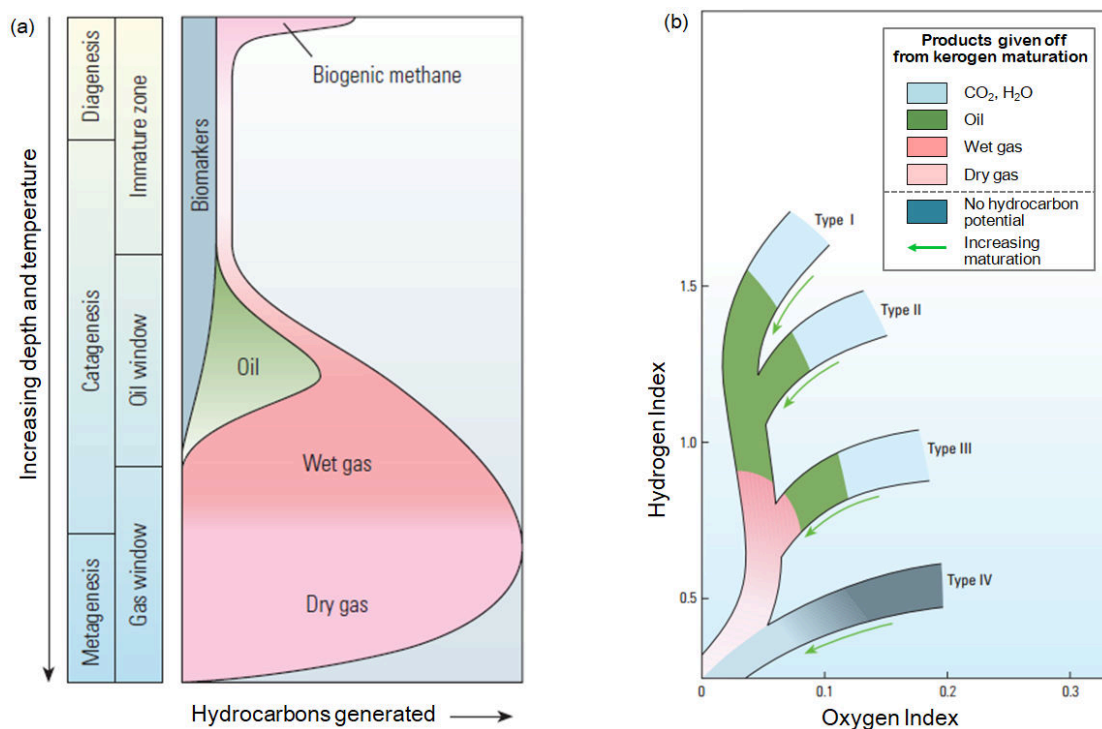 (a)
Increasing depth and temperature
Diagenesis
Catagenesis
Metagenesis
Immature zone
Oil window
Gas window
Biomarkers
Biogenic methane
Oil
Wet gas
Dry gas
Hydrocarbons generated
(b)
Products given off
from kerogen maturation
CO₂, H₂O
Oil
Wet gas
Dry gas
No hydrocarbon
potential
Increasing
maturation
Type I
Type II
Type III
Type IV
Hydrogen Index
1.5
1.0
0.5
0
0.1
0.2
0.3
Oxygen Index